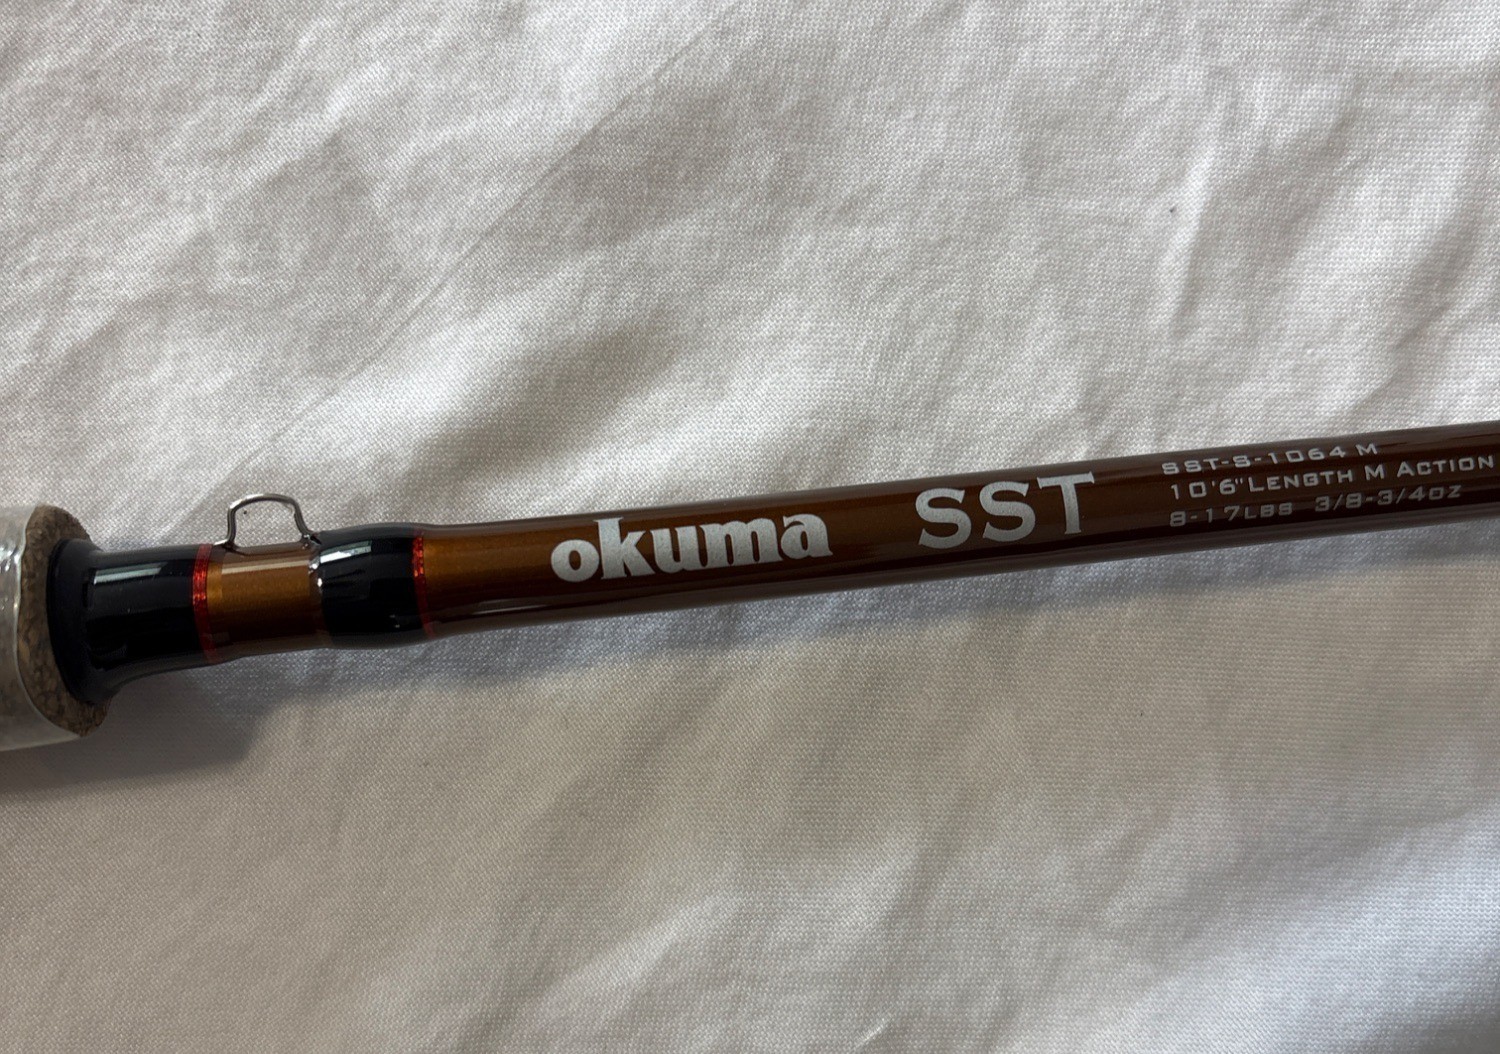 okuma SST
SST-S-1064 M
10'6"LENGTH M ACTION
8-17LBS 3/8-3/4OZ